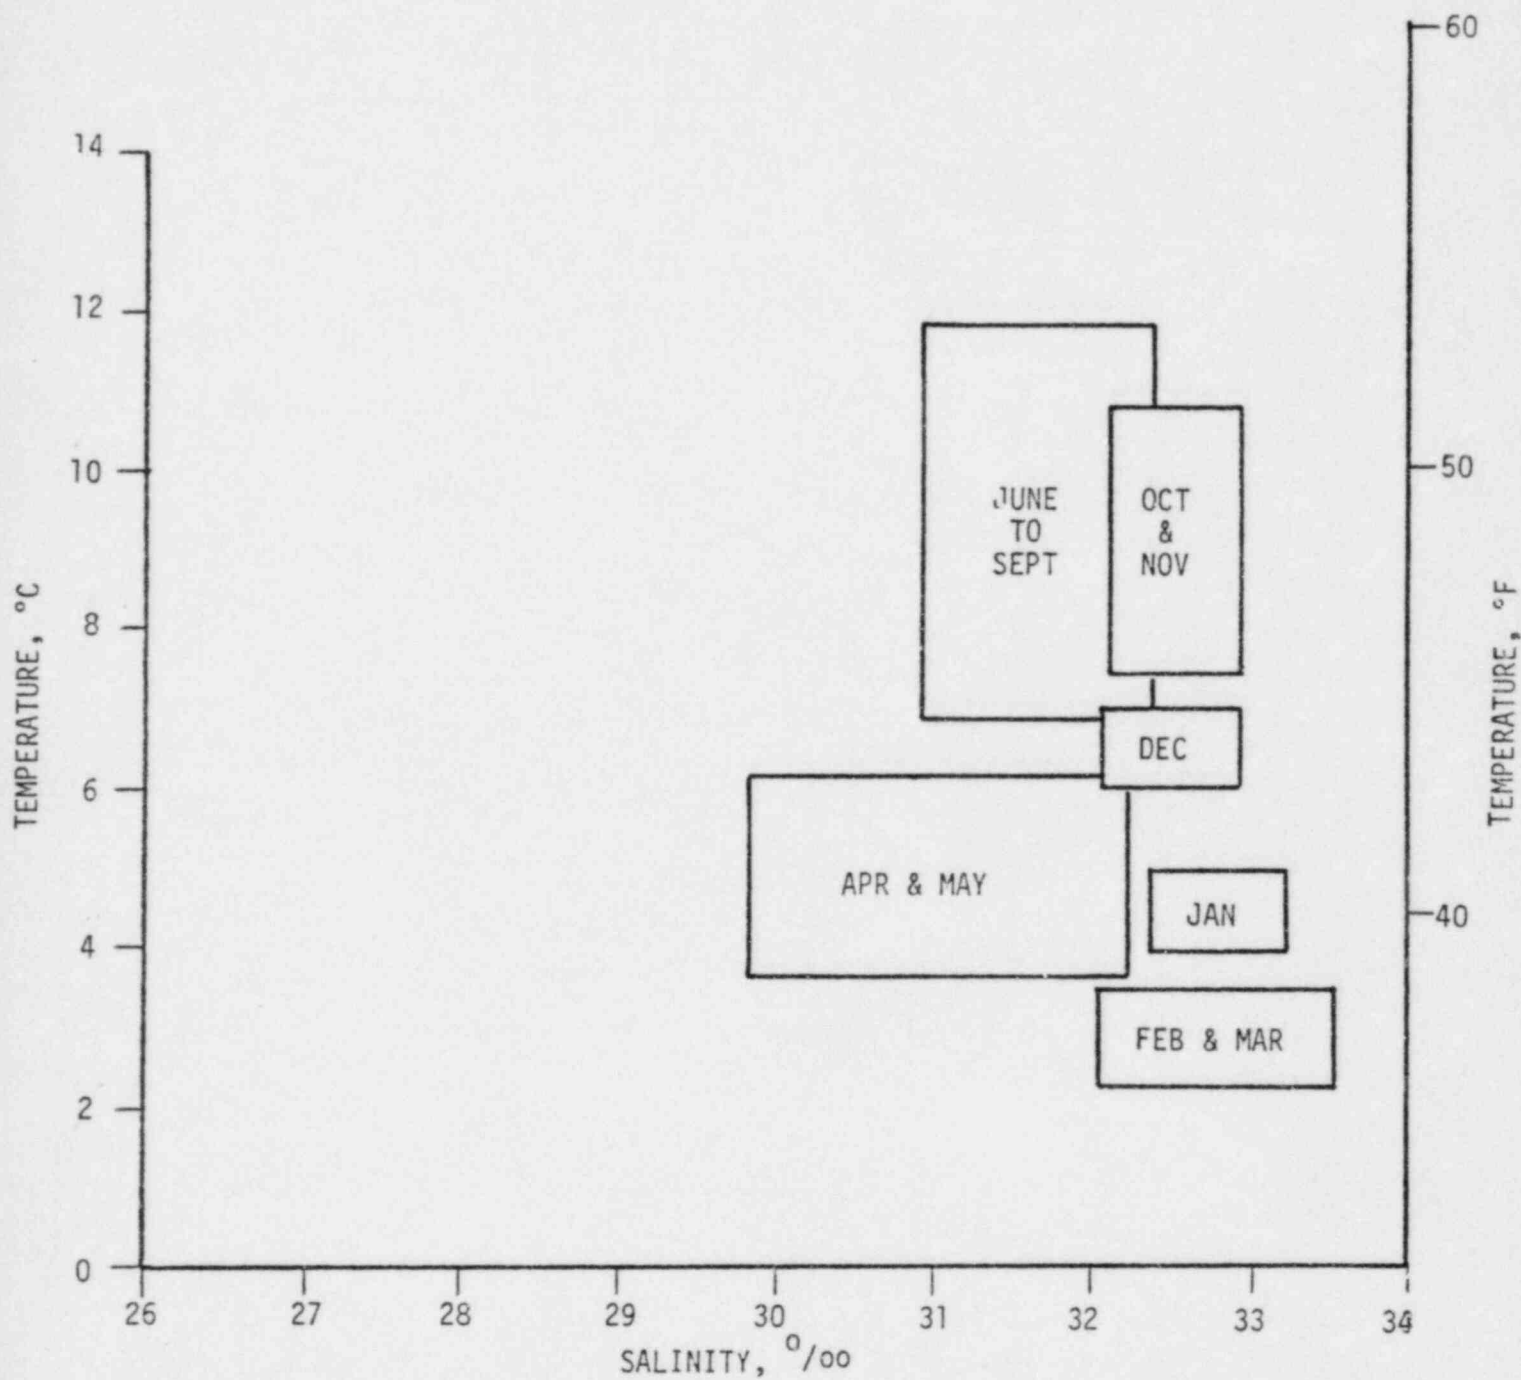 60
14
12
10
8
6
4
2
0
50
40
JUNE
TO
SEPT
OCT
&
NOV
DEC
APR & MAY
JAN
FEB & MAR
TEMPERATURE, °C
TEMPERATURE, °F
26 27 28 29 30 31 32 33 34
SALINITY, O/oo